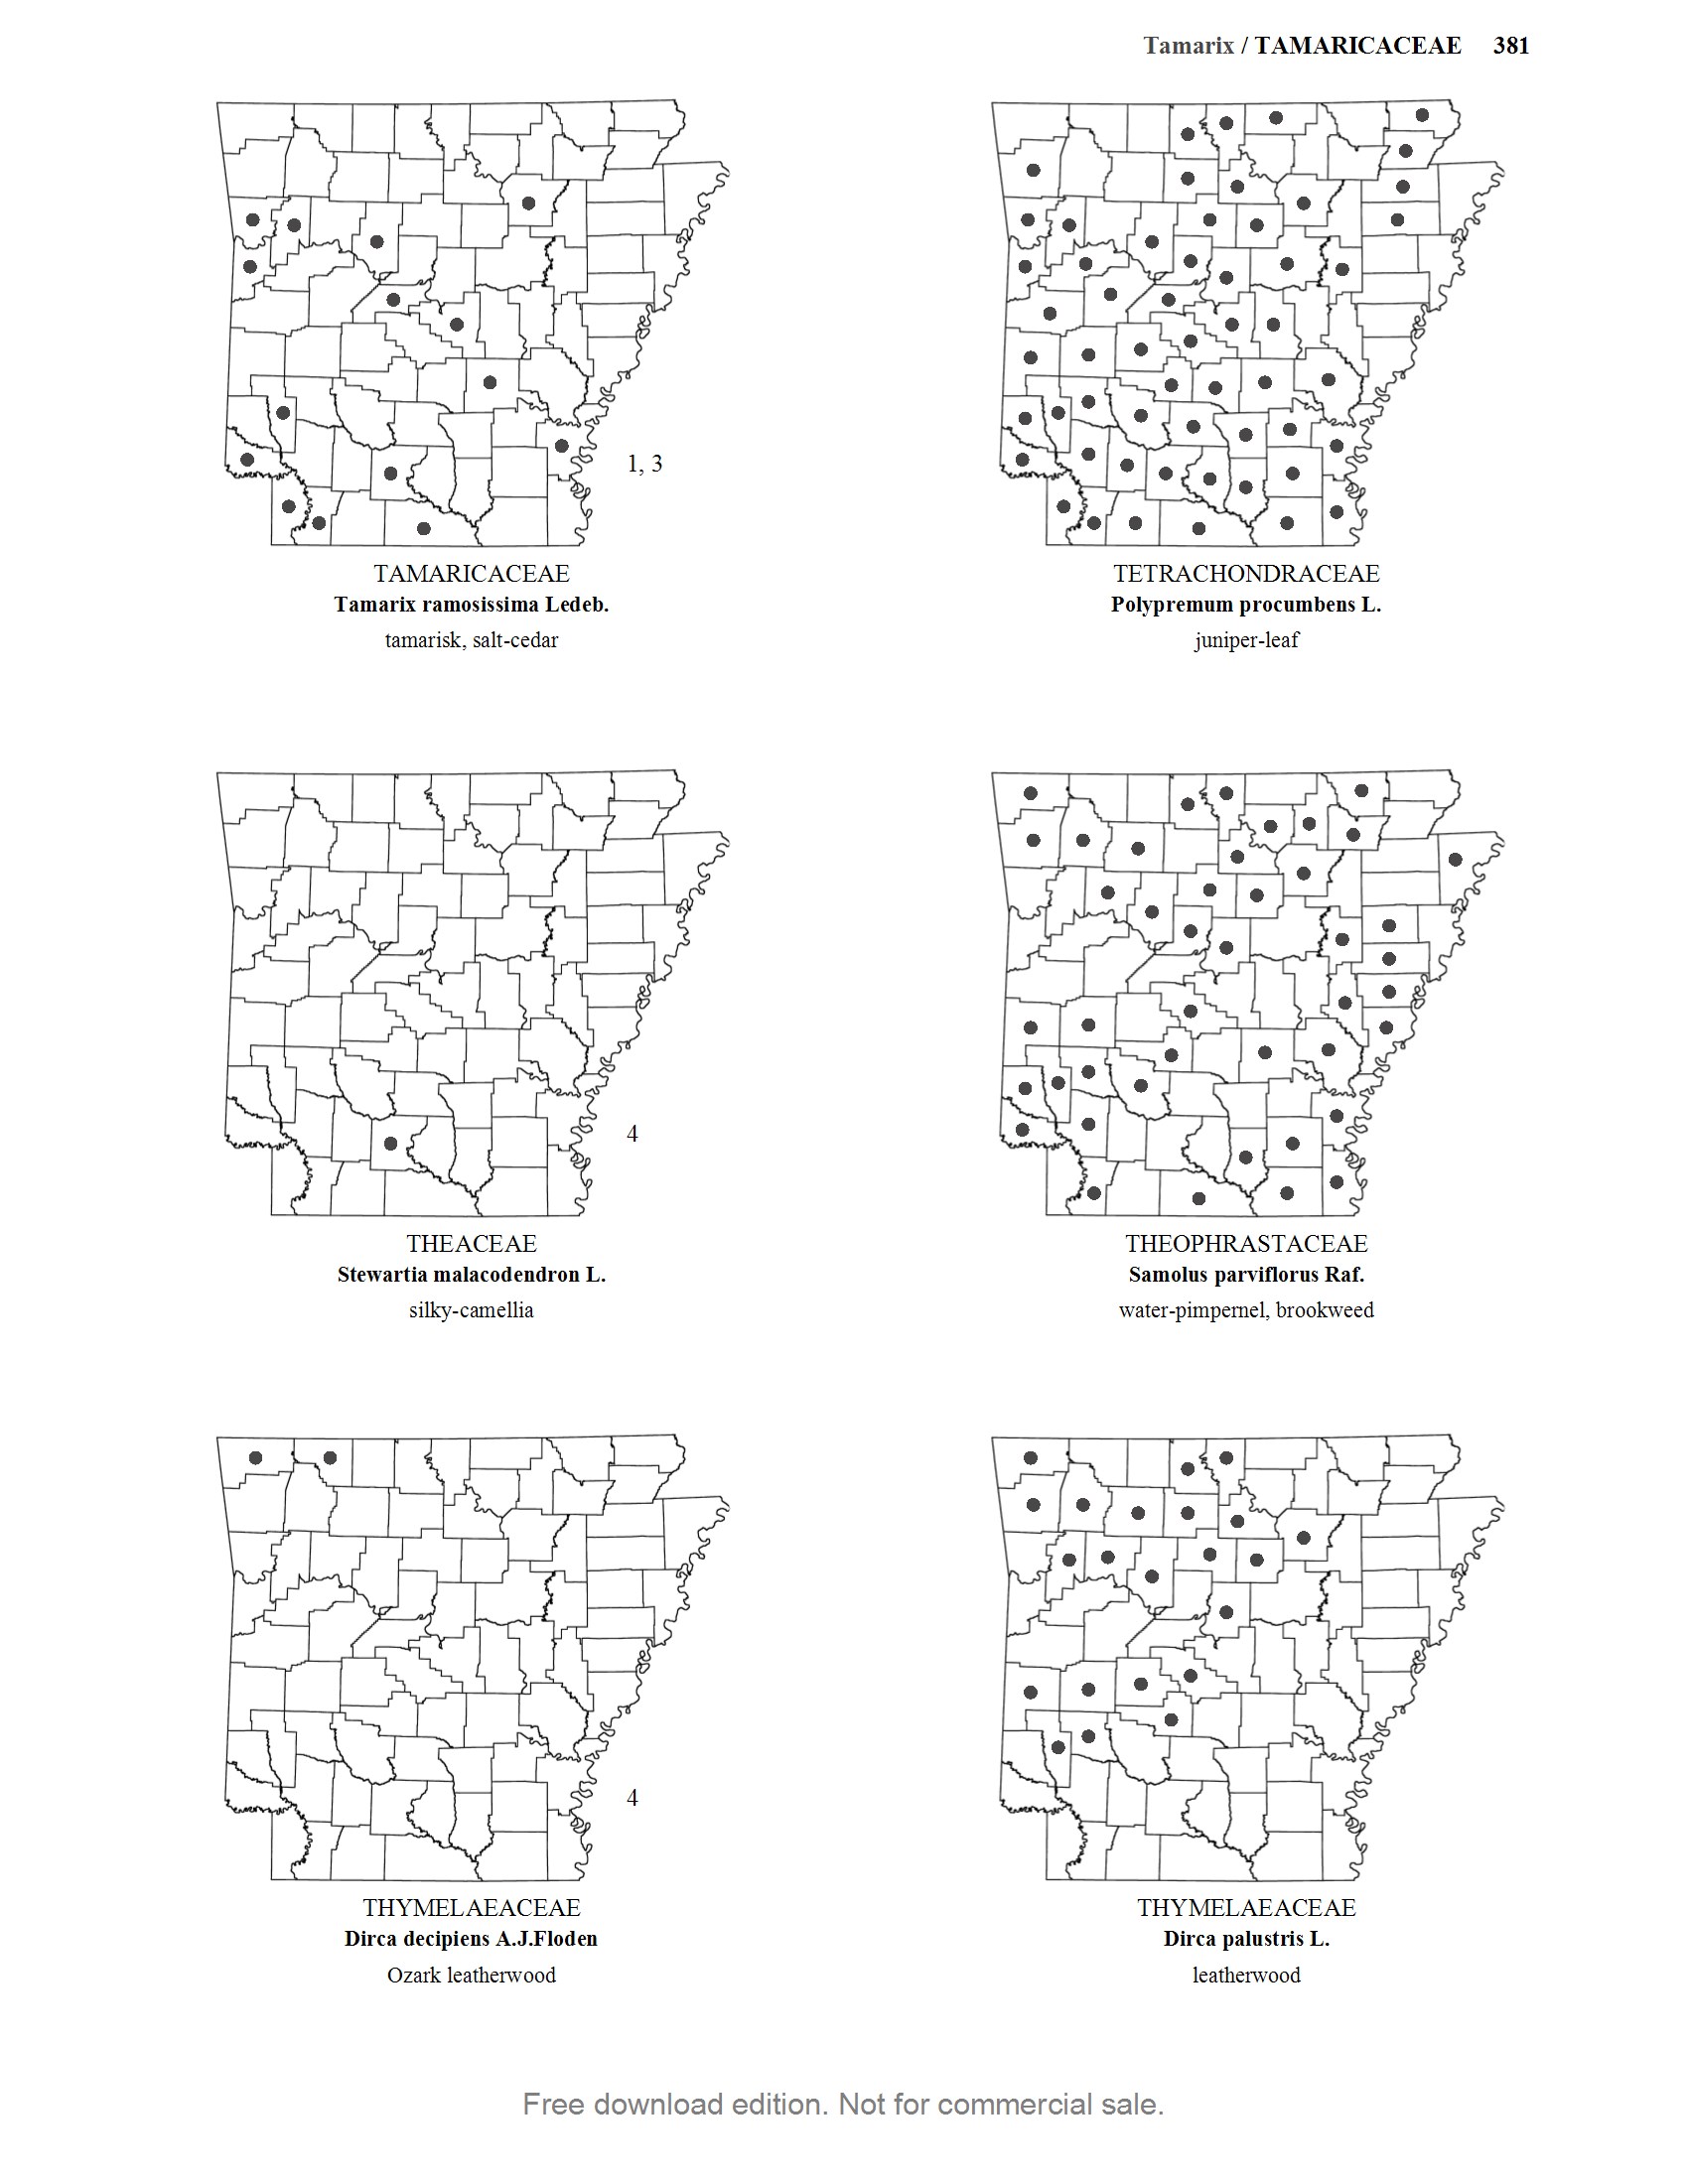 Tamarix / TAMARICACEAE 381
1, 3
TAMARICACEAE
Tamarix ramosissima Ledeb.
tamarisk, salt-cedar
TETRACHONDRACEAE
Polypremum procumbens L.
juniper-leaf
4
THEACEAE
Stewartia malacodendron L.
silky-camellia
THEOPHRASTACEAE
Samolus parviflorus Raf.
water-pimpernel, brookweed
4
THYMELAEACEAE
Dirca decipiens A.J.Floden
Ozark leatherwood
THYMELAEACEAE
Dirca palustris L.
leatherwood
Free download edition. Not for commercial sale.